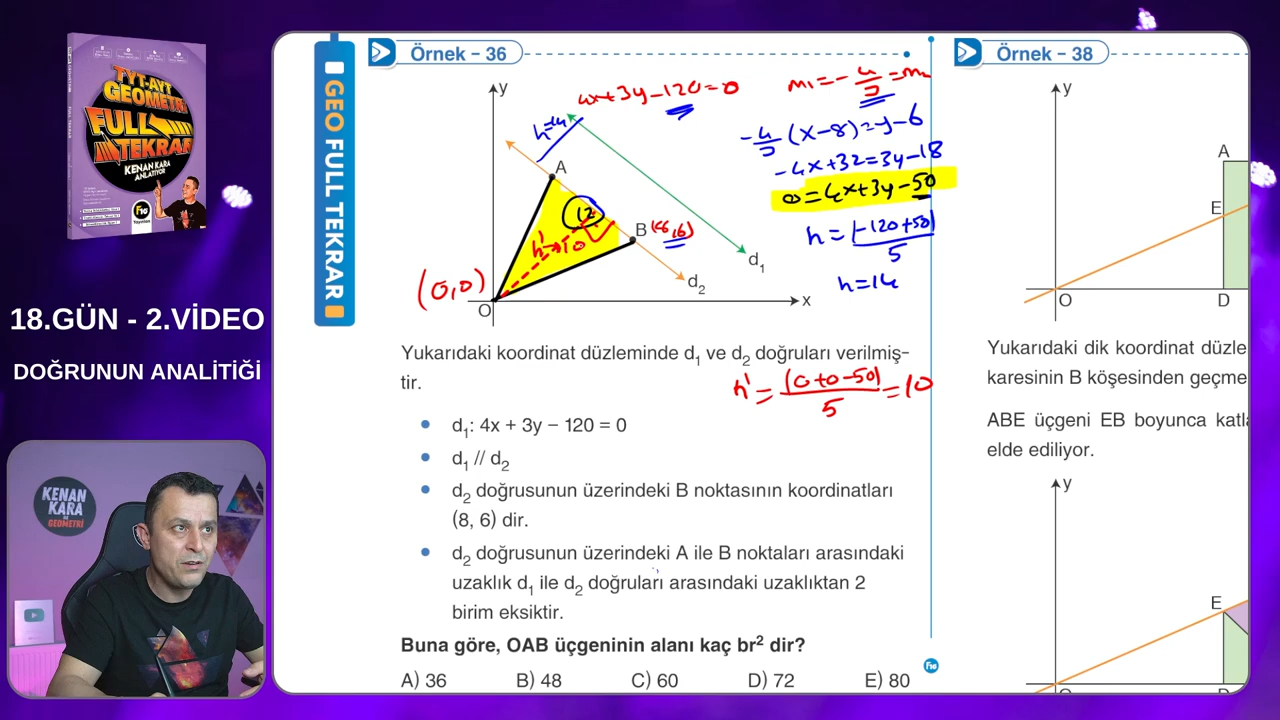 TYT-AYT
GEOMETRİ
FULL
TEKRAR
KENAN KARA
ANLATIYOR
18.GÜN - 2.VİDEO
DOĞRUNUN ANALİTİĞİ
KENAN
KARA
GEOMETRİ
GEO FULL TEKRAR
Örnek – 36
y
4x+3y-120=0
h=14
A
12
B (8,6)
h'→10
d1
d2
(0,0)
O
x
m1=-4/3=m2
-4/3(x-8)=y-6
-4x+32=3y-18
0=4x+3y-50
h=|-120+50|
5
h=14
Yukarıdaki koordinat düzleminde d1 ve d2 doğruları verilmiş-
tir.
h'=|0+0-50|/5=10
d1: 4x + 3y − 120 = 0
d1 // d2
d2 doğrusunun üzerindeki B noktasının koordinatları
(8, 6) dir.
d2 doğrusunun üzerindeki A ile B noktaları arasındaki
uzaklık d1 ile d2 doğruları arasındaki uzaklıktan 2
birim eksiktir.
Buna göre, OAB üçgeninin alanı kaç br2 dir?
A) 36 B) 48 C) 60 D) 72 E) 80
F10
Örnek – 38
y
A
E
O
D
Yukarıdaki dik koordinat düzle
karesinin B köşesinden geçme
ABE üçgeni EB boyunca katla
elde ediliyor.
y
E